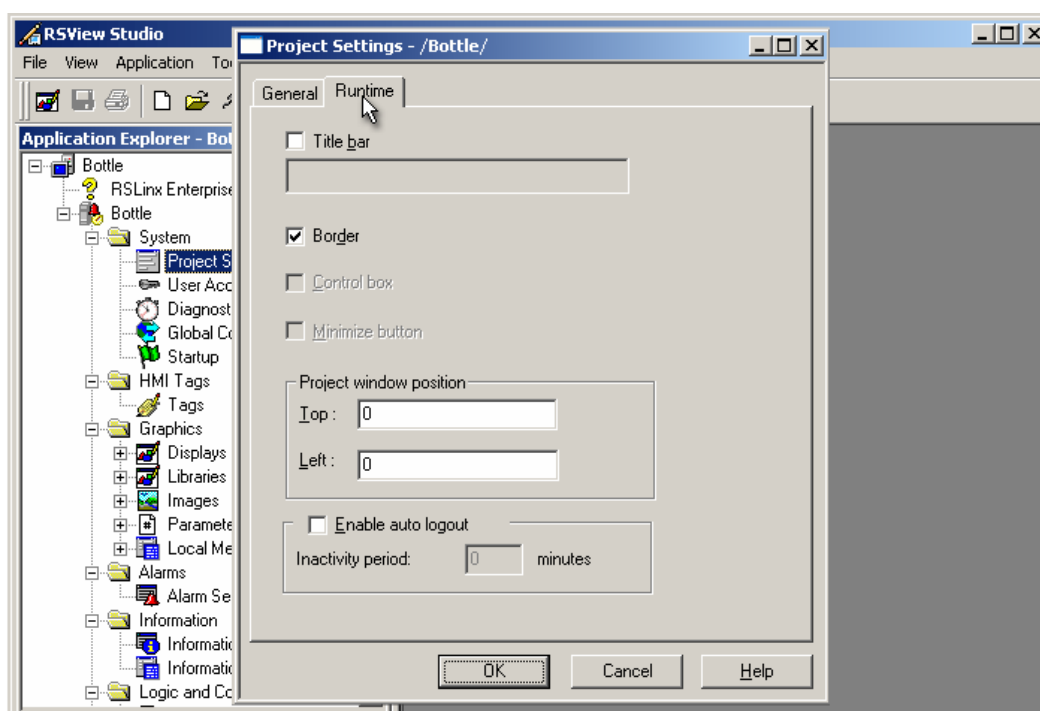 RSView Studio
File View Application To
Application Explorer - Bot
Bottle
RSLinx Enterprise
Bottle
System
Project S
User Acc
Diagnost
Global Co
Startup
HMI Tags
Tags
Graphics
Displays
Libraries
Images
Paramete
Local Me
Alarms
Alarm Se
Information
Informatic
Informatic
Logic and Co
Project Settings - /Bottle/
General Runtime
Title bar
Border
Control box
Minimize button
Project window position
Top : 0
Left : 0
Enable auto logout
Inactivity period: 0 minutes
OK Cancel Help